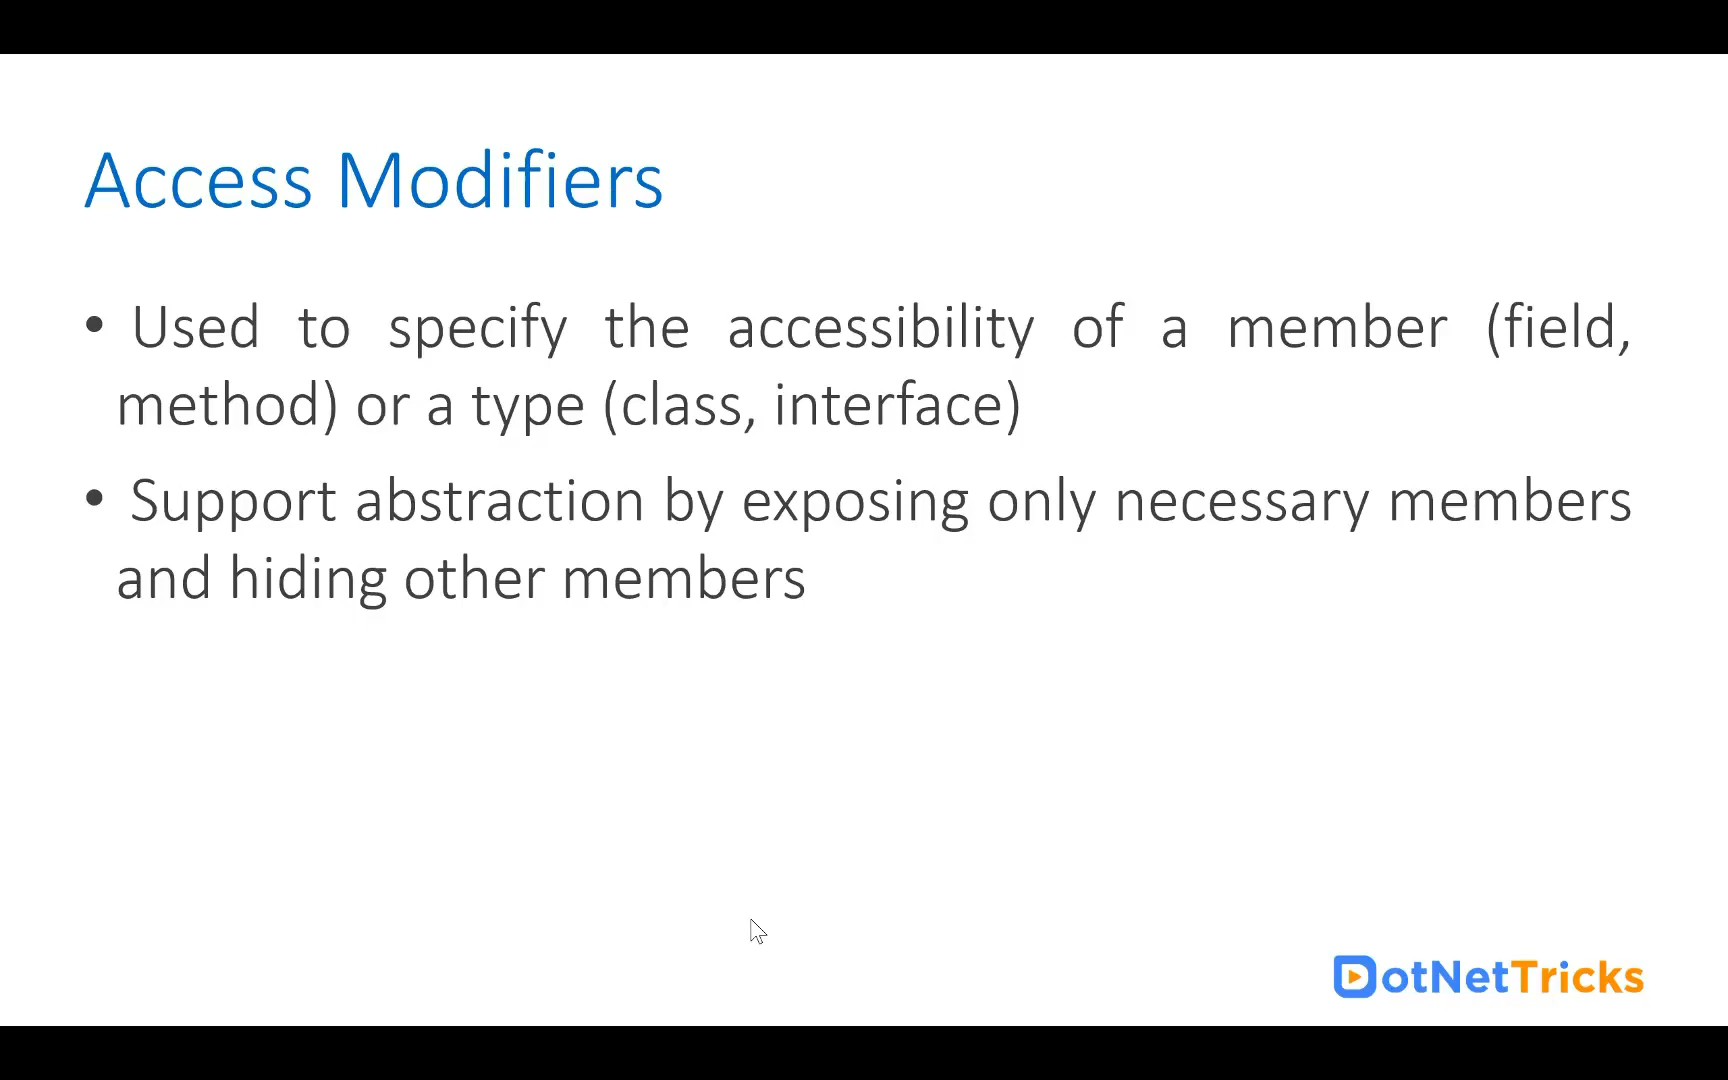 Access Modifiers
• Used to specify the accessibility of a member (field,
method) or a type (class, interface)
• Support abstraction by exposing only necessary members
and hiding other members
DotNetTricks